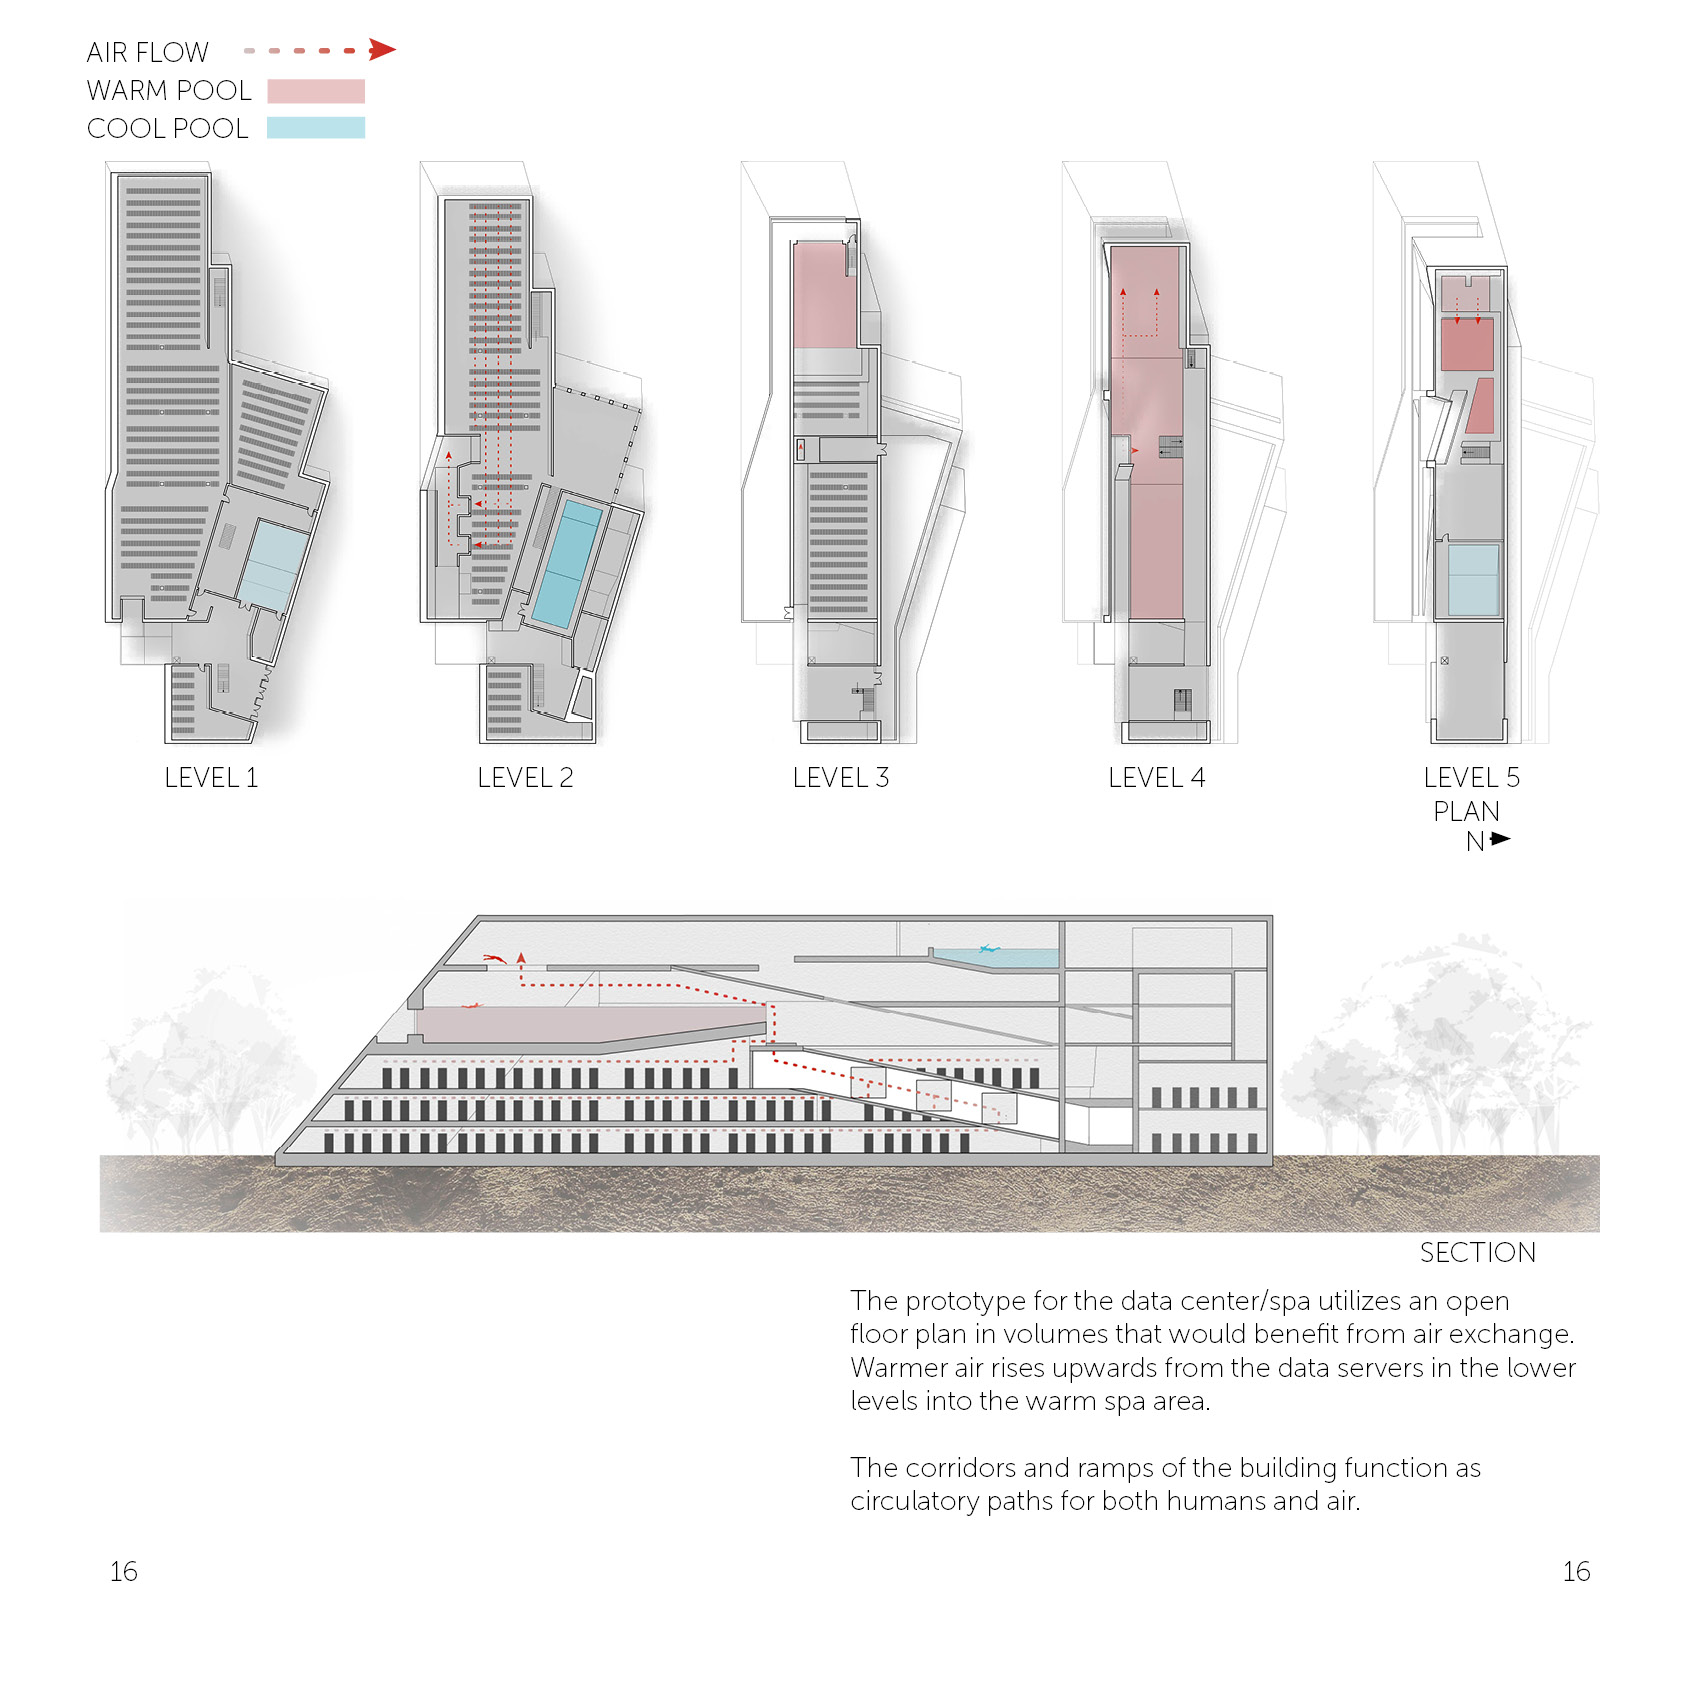 AIR FLOW
WARM POOL
COOL POOL
LEVEL 1
LEVEL 2
LEVEL 3
LEVEL 4
LEVEL 5
PLAN
N
SECTION
The prototype for the data center/spa utilizes an open
floor plan in volumes that would benefit from air exchange.
Warmer air rises upwards from the data servers in the lower
levels into the warm spa area.
The corridors and ramps of the building function as
circulatory paths for both humans and air.
16
16